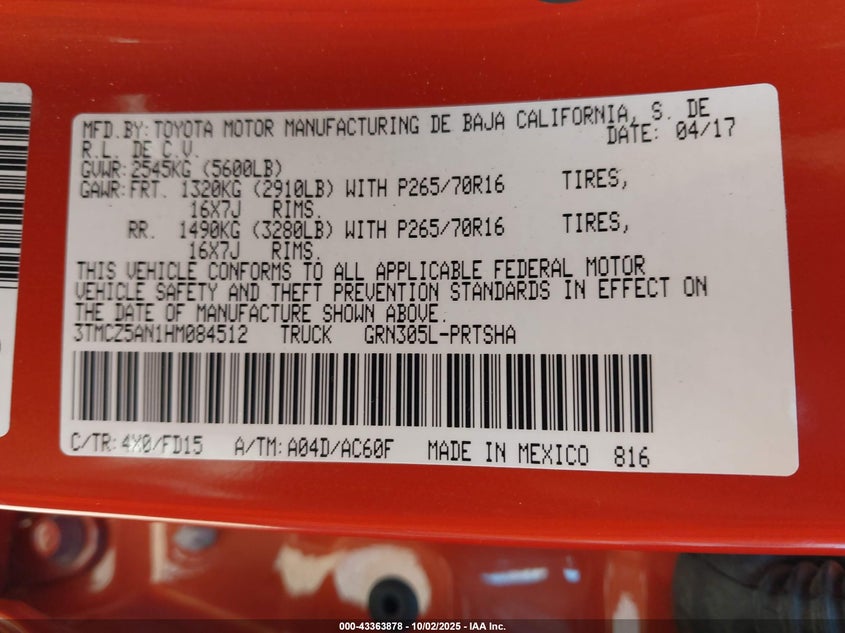 MFD.BY:TOYOTA MOTOR MANUFACTURING DE BAJA CALIFORNIA, S. DE
R.L. DE C.V. DATE: 04/17
GVWR:2545KG (5600LB)
GAWR:FRT. 1320KG (2910LB) WITH P265/70R16 TIRES,
16X7J RIMS.
RR. 1490KG (3280LB) WITH P265/70R16 TIRES,
16X7J RIMS.
THIS VEHICLE CONFORMS TO ALL APPLICABLE FEDERAL MOTOR
VEHICLE SAFETY AND THEFT PREVENTION STANDARDS IN EFFECT ON
THE DATE OF MANUFACTURE SHOWN ABOVE.
3TMCZ5AN1HM084512 TRUCK GRN305L-PRTSHA
C/TR:4X0/FD15 A/TM:A04D/AC60F MADE IN MEXICO 816
000-43363878 - 10/02/2025 - IAA Inc.